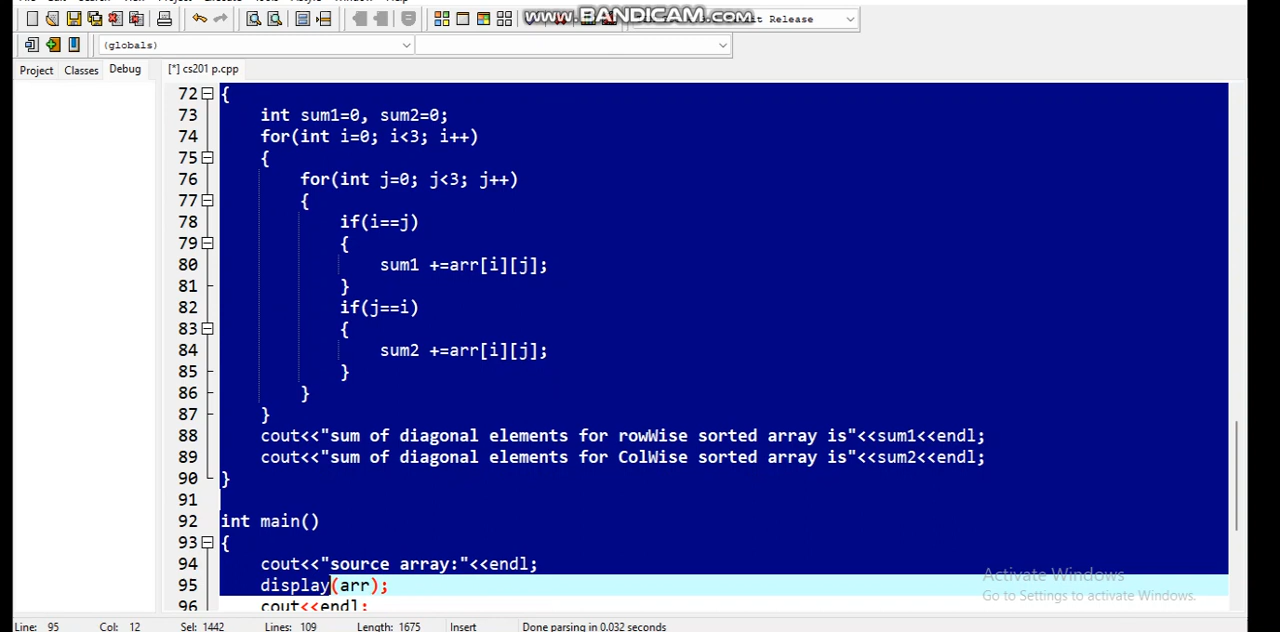 www.BANDICAM.com
it Release
(globals)
Project Classes Debug [*] cs201 p.cpp
72 {
73 int sum1=0, sum2=0;
74 for(int i=0; i<3; i++)
75 {
76 for(int j=0; j<3; j++)
77 {
78 if(i==j)
79 {
80 sum1 +=arr[i][j];
81 }
82 if(j==i)
83 {
84 sum2 +=arr[i][j];
85 }
86 }
87 }
88 cout<<"sum of diagonal elements for rowWise sorted array is"<<sum1<<endl;
89 cout<<"sum of diagonal elements for ColWise sorted array is"<<sum2<<endl;
90 }
91
92 int main()
93 {
94 cout<<"source array:"<<endl;
95 display(arr);
96 cout<<endl;
Activate Windows
Go to Settings to activate Windows.
Line: 95 Col: 12 Sel: 1442 Lines: 109 Length: 1675 Insert Done parsing in 0.032 seconds